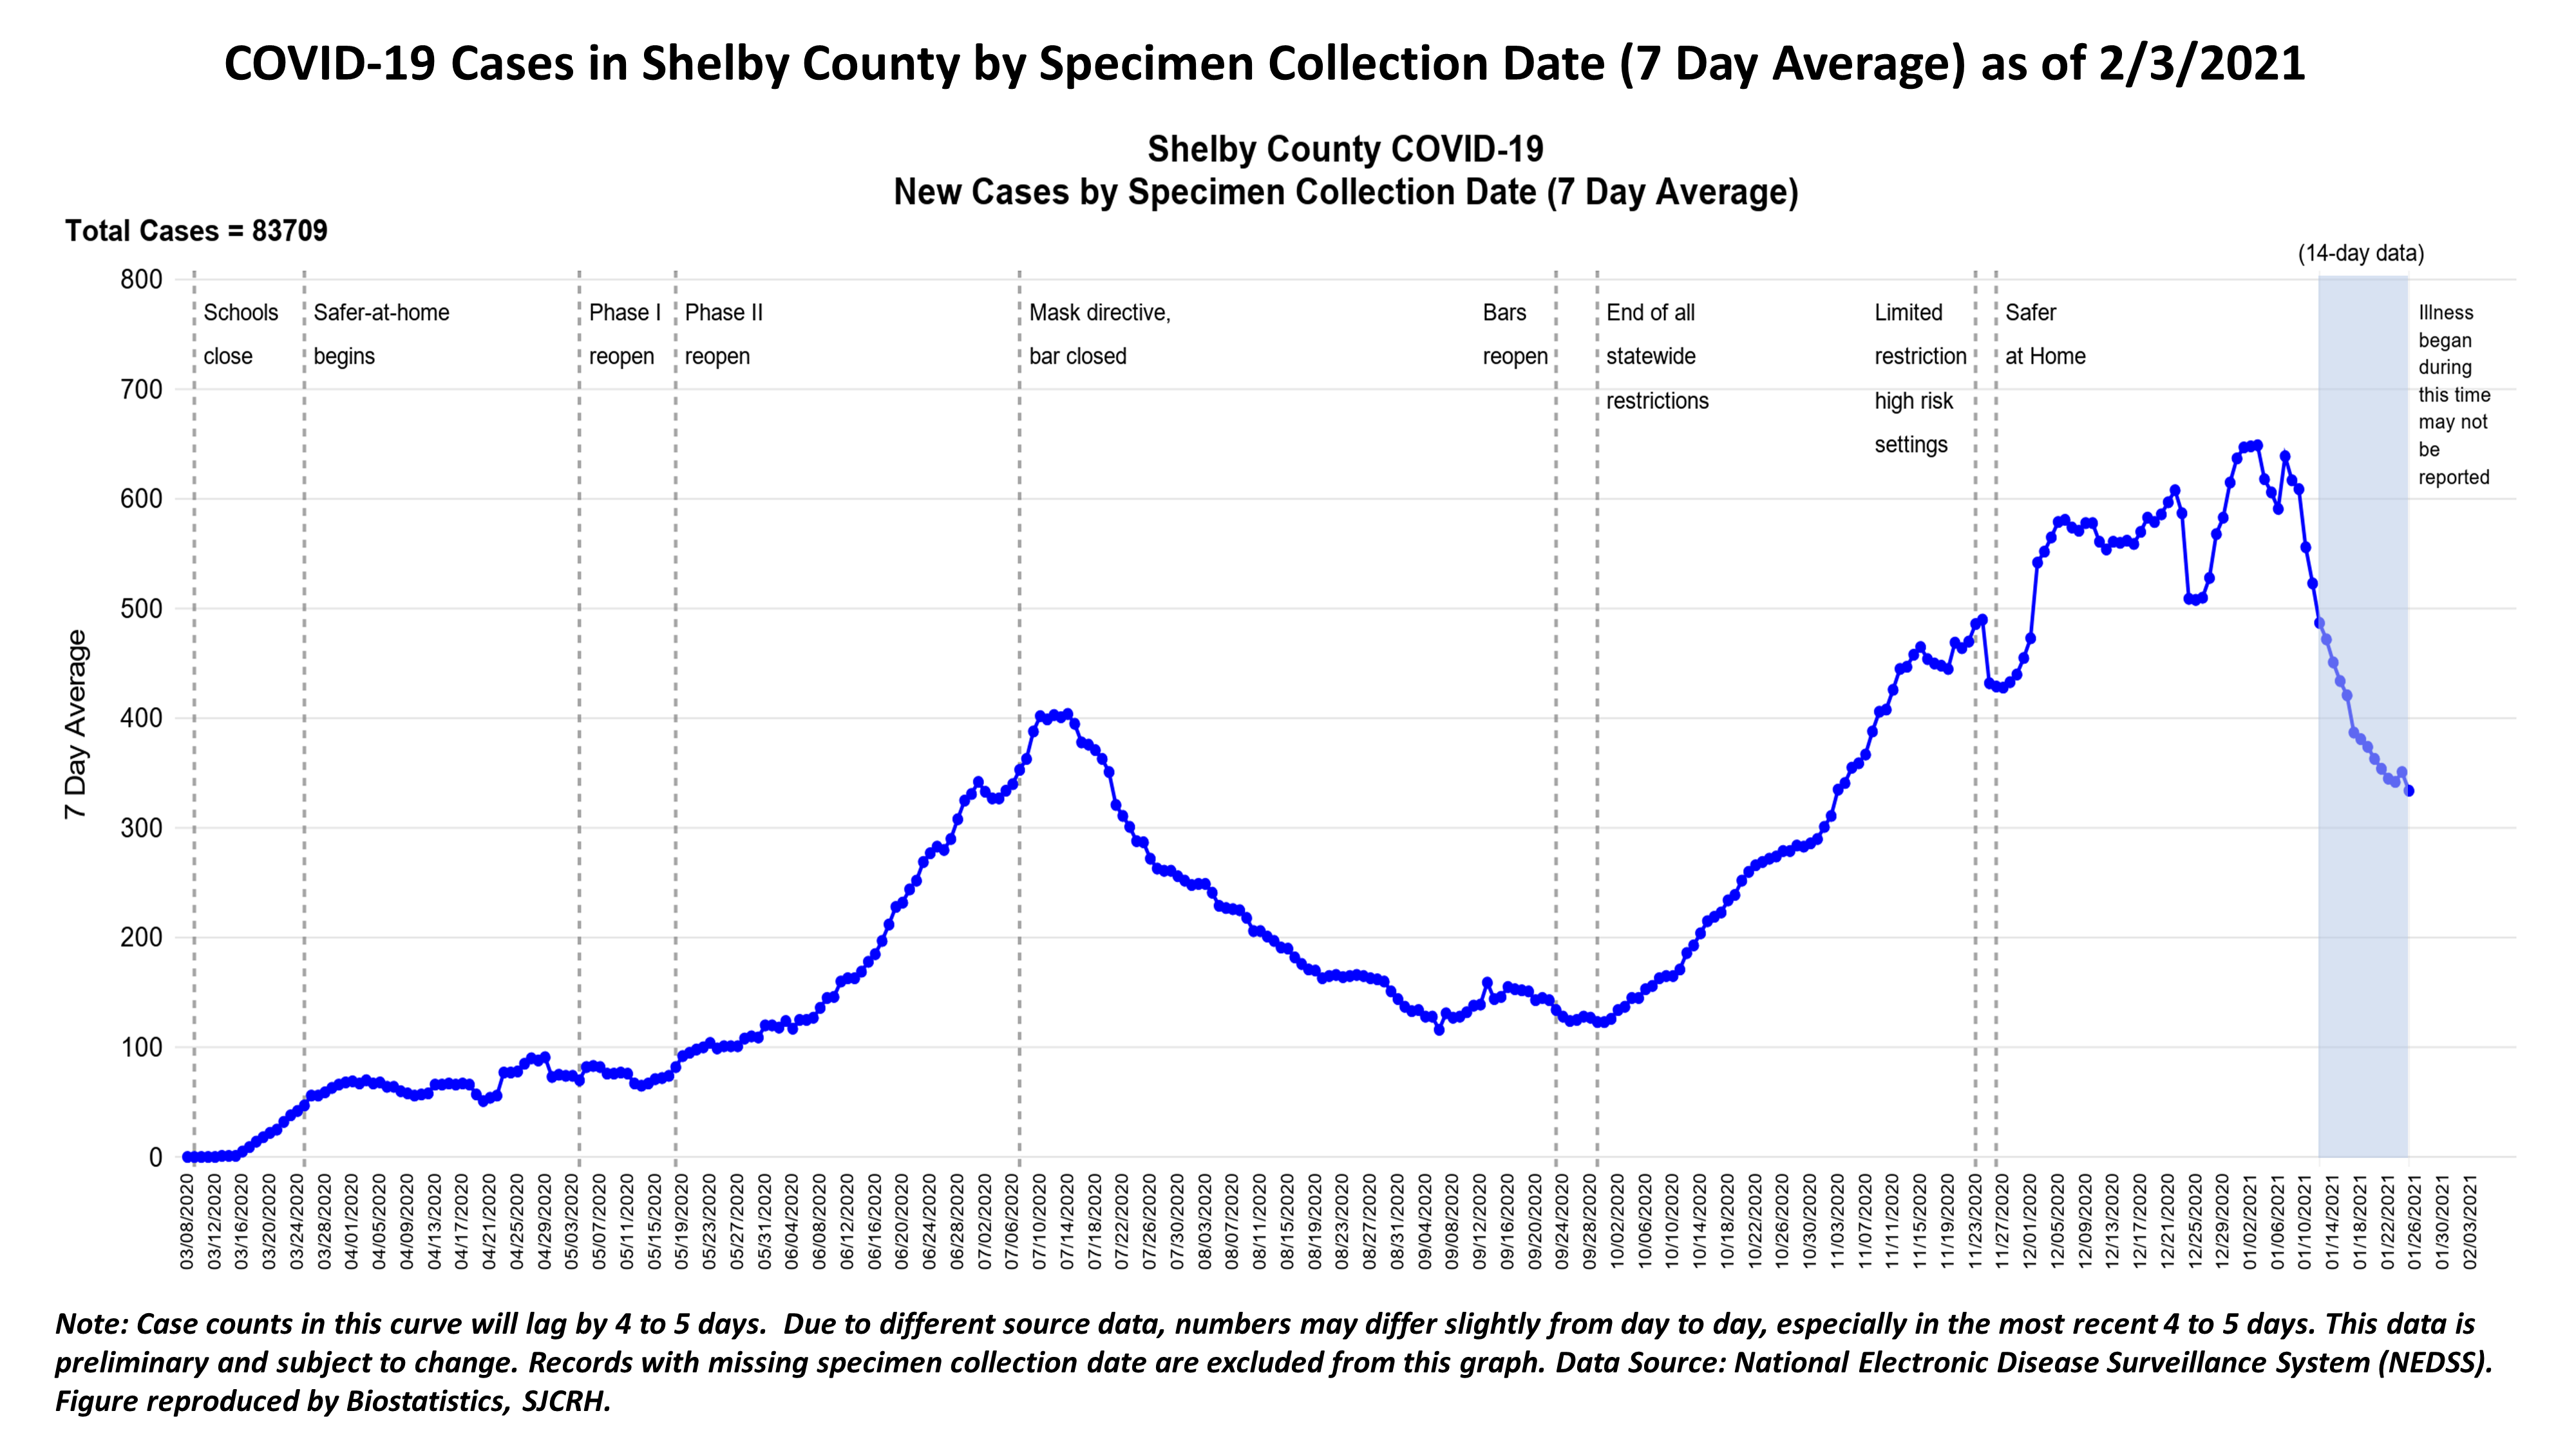 COVID-19 Cases in Shelby County by Specimen Collection Date (7 Day Average) as of 2/3/2021
Shelby County COVID-19
New Cases by Specimen Collection Date (7 Day Average)
Total Cases = 83709
(14-day data)
800
700
600
500
400
300
200
100
0
7 Day Average
Schools
close
Safer-at-home
begins
Phase I
reopen
Phase II
reopen
Mask directive,
bar closed
Bars
reopen
End of all
statewide
restrictions
Limited
restriction
high risk
settings
Safer
at Home
Illness
began
during
this time
may not
be
reported
03/08/2020
03/12/2020
03/16/2020
03/20/2020
03/24/2020
03/28/2020
04/01/2020
04/05/2020
04/09/2020
04/13/2020
04/17/2020
04/21/2020
04/25/2020
04/29/2020
05/03/2020
05/07/2020
05/11/2020
05/15/2020
05/19/2020
05/23/2020
05/27/2020
05/31/2020
06/04/2020
06/08/2020
06/12/2020
06/16/2020
06/20/2020
06/24/2020
06/28/2020
07/02/2020
07/06/2020
07/10/2020
07/14/2020
07/18/2020
07/22/2020
07/26/2020
07/30/2020
08/03/2020
08/07/2020
08/11/2020
08/15/2020
08/19/2020
08/23/2020
08/27/2020
08/31/2020
09/04/2020
09/08/2020
09/12/2020
09/16/2020
09/20/2020
09/24/2020
09/28/2020
10/02/2020
10/06/2020
10/10/2020
10/14/2020
10/18/2020
10/22/2020
10/26/2020
10/30/2020
11/03/2020
11/07/2020
11/11/2020
11/15/2020
11/19/2020
11/23/2020
11/27/2020
12/01/2020
12/05/2020
12/09/2020
12/13/2020
12/17/2020
12/21/2020
12/25/2020
12/29/2020
01/02/2021
01/06/2021
01/10/2021
01/14/2021
01/18/2021
01/22/2021
01/26/2021
01/30/2021
02/03/2021
Note: Case counts in this curve will lag by 4 to 5 days.  Due to different source data, numbers may differ slightly from day to day, especially in the most recent 4 to 5 days. This data is
preliminary and subject to change. Records with missing specimen collection date are excluded from this graph. Data Source: National Electronic Disease Surveillance System (NEDSS).
Figure reproduced by Biostatistics, SJCRH.